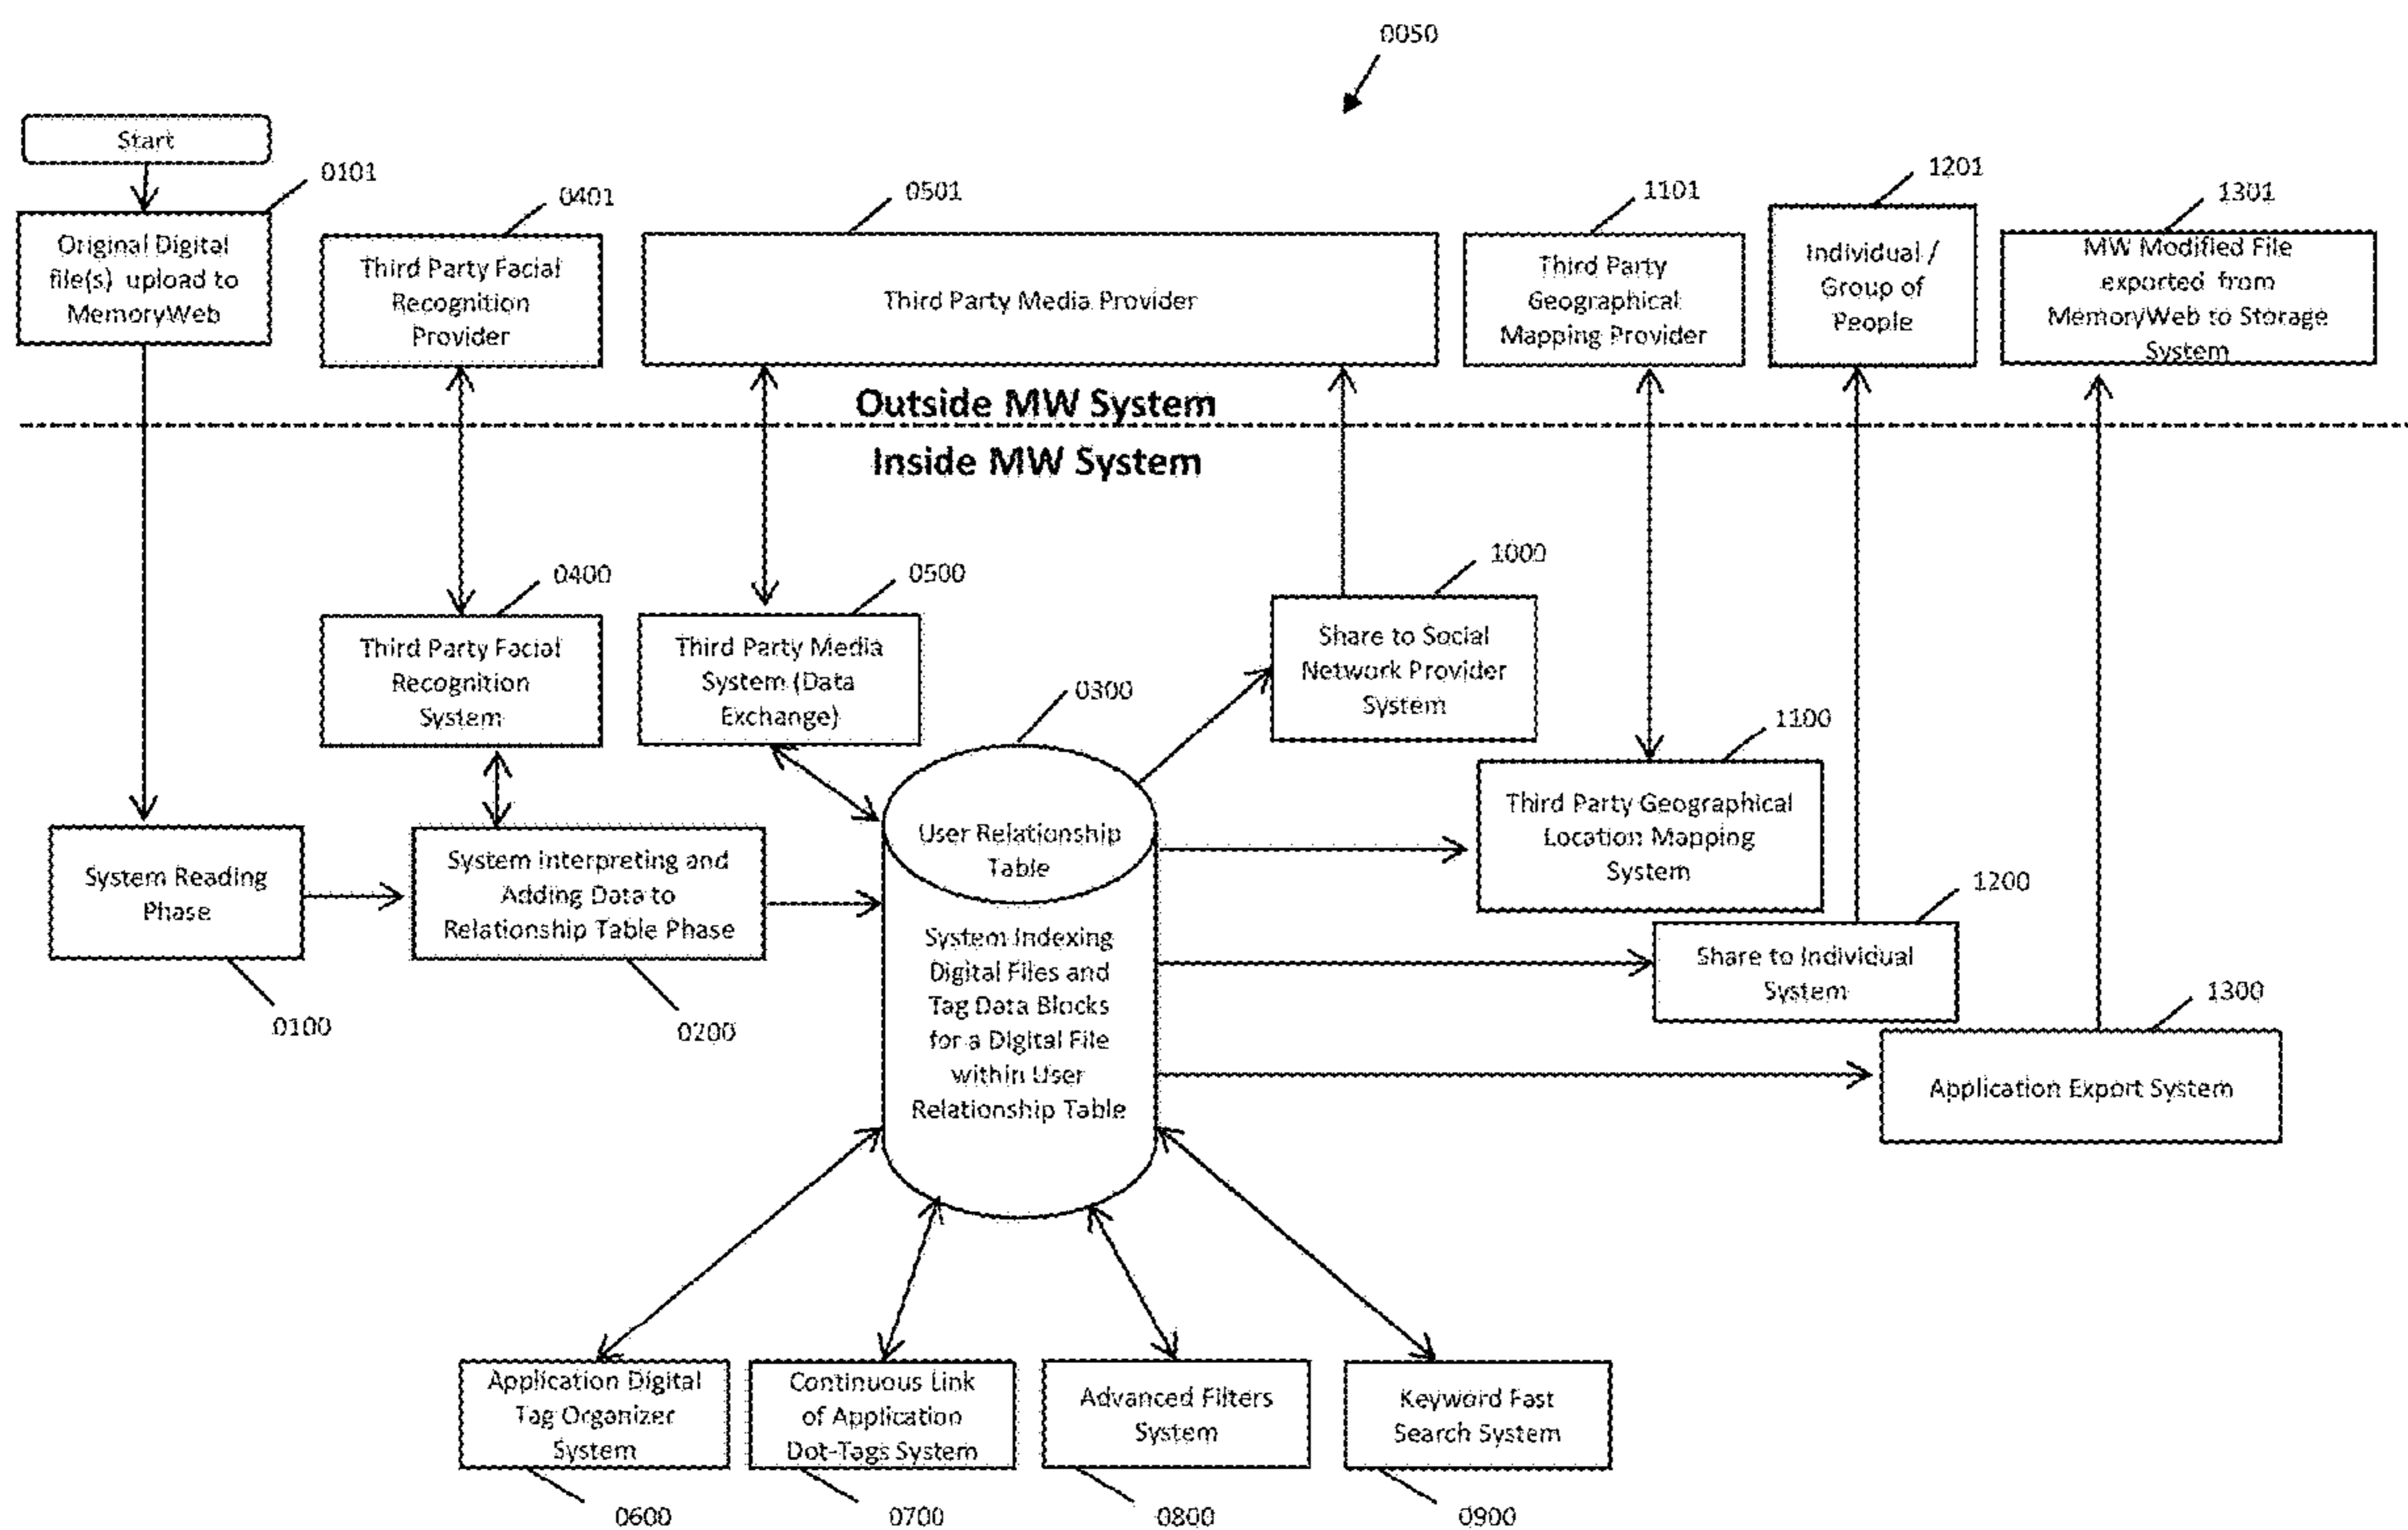 0050
Start
0101
0401
0501
1101
1201
1301
Original Digital
file(s) upload to
MemoryWeb
Third Party Facial
Recognition
Provider
Third Party Media Provider
Third Party
Geographical
Mapping Provider
Individual /
Group of
People
MW Modified File
exported from
MemoryWeb to Storage
System
Outside MW System
Inside MW System
0400
0500
1000
Third Party Facial
Recognition
System
Third Party Media
System (Data
Exchange)
0300
Share to Social
Network Provider
System
1100
System Reading
Phase
0100
System Interpreting and
Adding Data to
Relationship Table Phase
0200
User Relationship
Table
System Indexing
Digital Files and
Tag Data Blocks
for a Digital File
within User
Relationship Table
Third Party Geographical
Location Mapping
System
1200
Share to Individual
System
1300
Application Export System
Application Digital
Tag Organizer
System
Continuous Link
of Application
Dot-Tags System
Advanced Filters
System
Keyword Fast
Search System
0600
0700
0800
0900